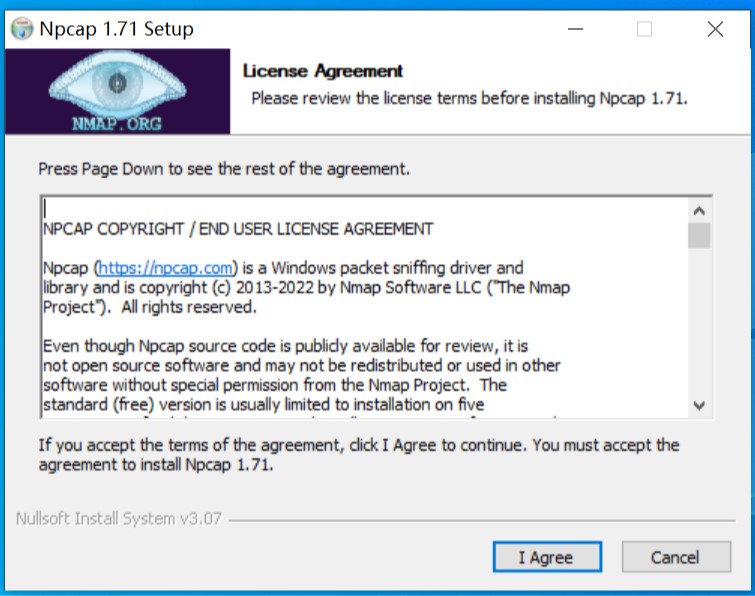 Npcap 1.71 Setup
NMAP.ORG
License Agreement
Please review the license terms before installing Npcap 1.71.
Press Page Down to see the rest of the agreement.
NPCAP COPYRIGHT / END USER LICENSE AGREEMENT
Npcap (https://npcap.com) is a Windows packet sniffing driver and
library and is copyright (c) 2013-2022 by Nmap Software LLC ("The Nmap
Project").  All rights reserved.
Even though Npcap source code is publicly available for review, it is
not open source software and may not be redistributed or used in other
software without special permission from the Nmap Project.  The
standard (free) version is usually limited to installation on five
If you accept the terms of the agreement, click I Agree to continue. You must accept the
agreement to install Npcap 1.71.
Nullsoft Install System v3.07
I Agree
Cancel